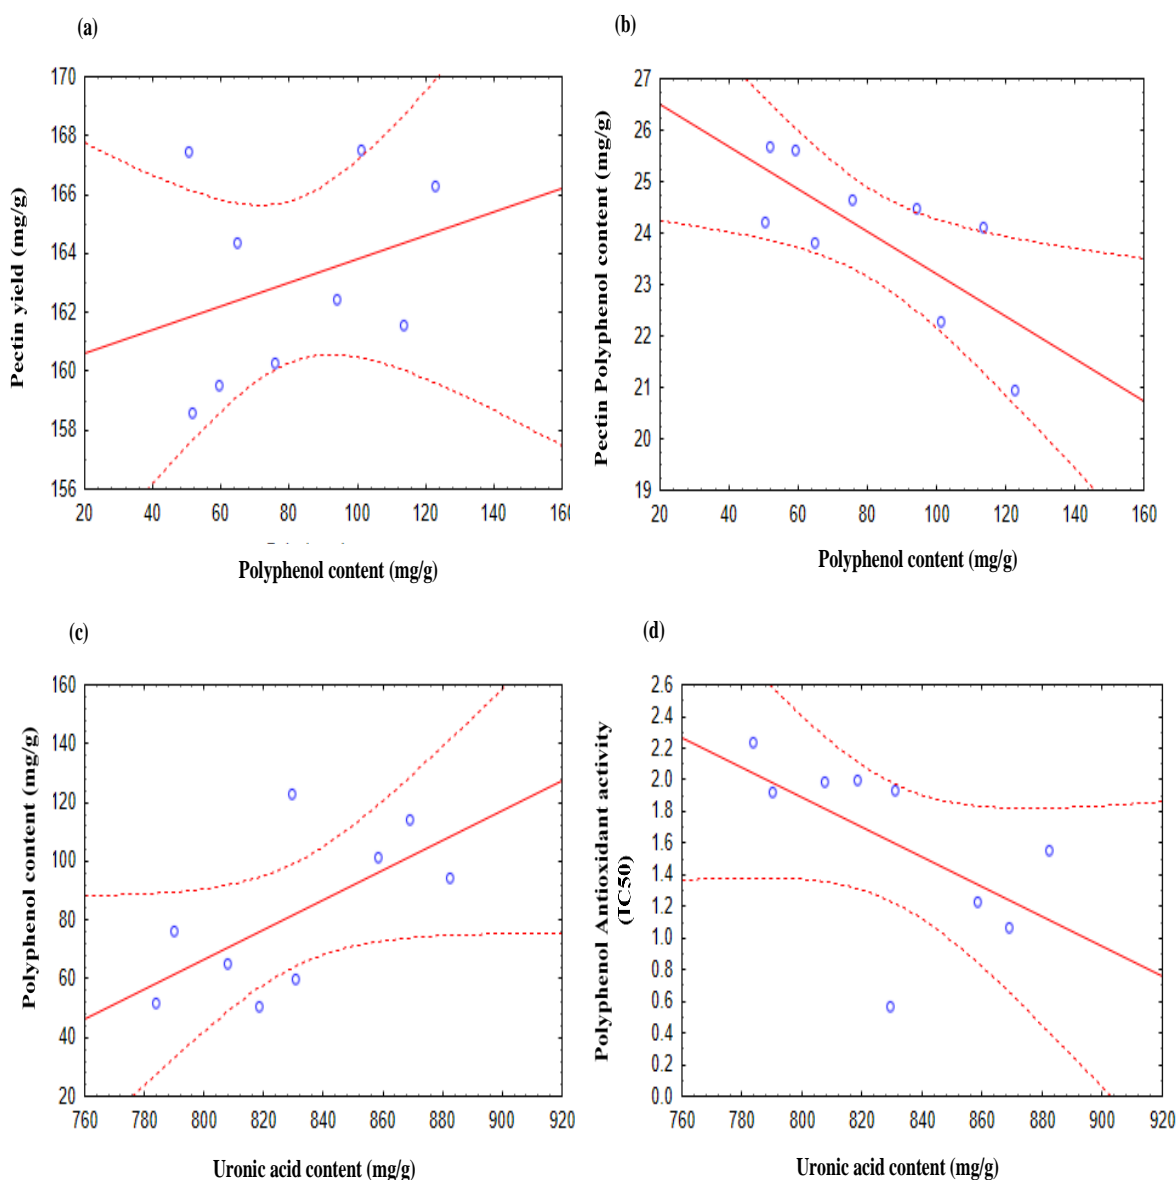 (a)
170
168
166
164
162
160
158
156
Pectin yield (mg/g)
20 40 60 80 100 120 140 16
Polyphenol content (mg/g)
(b)
27
26
25
24
23
22
21
20
19
Pectin Polyphenol content (mg/g)
20 40 60 80 100 120 140 160
Polyphenol content (mg/g)
(c)
160
140
120
100
80
60
40
20
Polyphenol content (mg/g)
760 780 800 820 840 860 880 900 920
Uronic acid content (mg/g)
(d)
2.6
2.4
2.2
2.0
1.8
1.6
1.4
1.2
1.0
0.8
0.6
0.4
0.2
0.0
Polyphenol Antioxidant activity
(IC50)
760 780 800 820 840 860 880 900 920
Uronic acid content (mg/g)